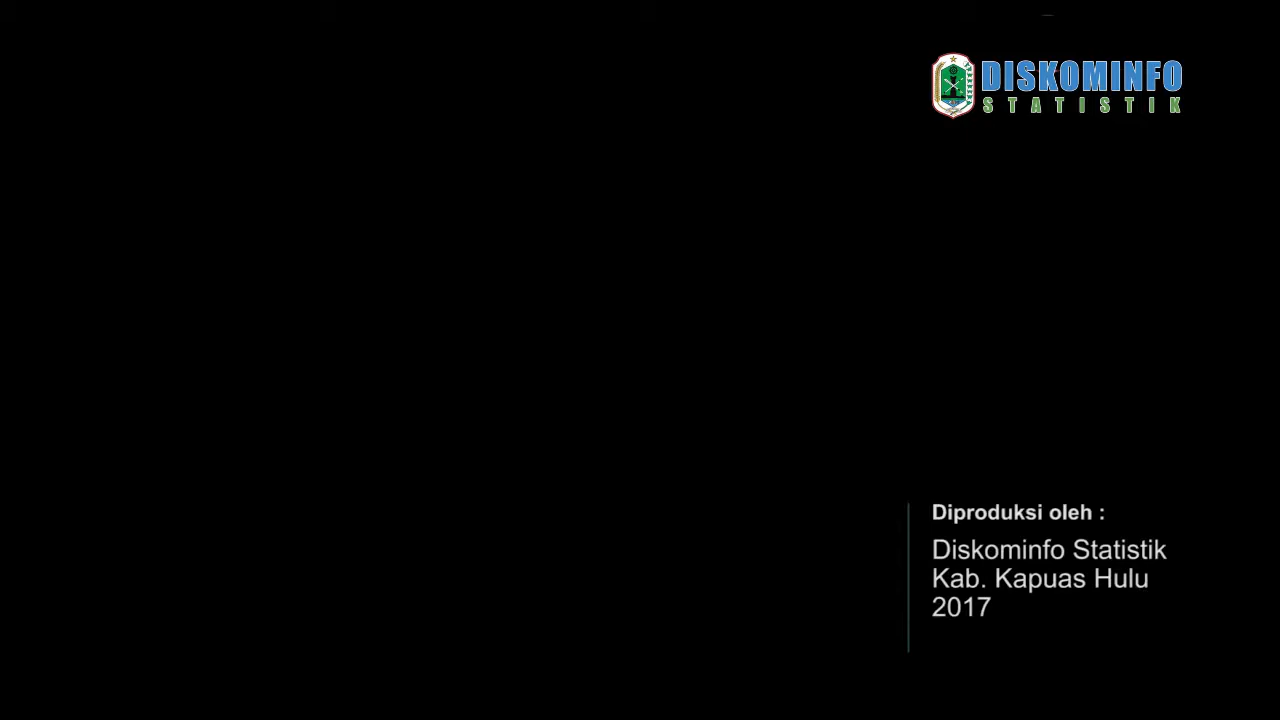 DISKOMINFO
STATISTIK
Diproduksi oleh :
Diskominfo Statistik
Kab. Kapuas Hulu
2017